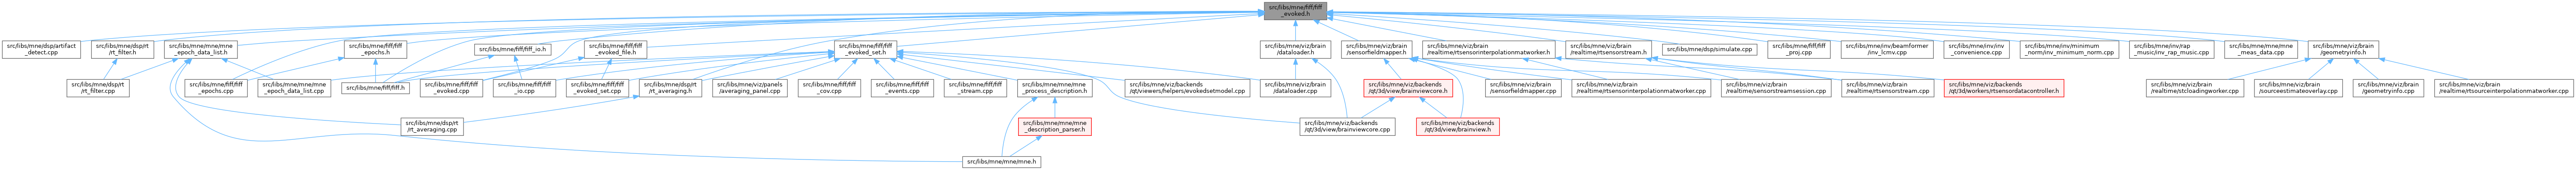 src/libs/mne/fiff/fiff
_evoked.h
src/libs/mne/dsp/artifact
_detect.cpp
src/libs/mne/dsp/rt
/rt_filter.h
src/libs/mne/mne/mne
_epoch_data_list.h
src/libs/mne/fiff/fiff
_epochs.h
src/libs/mne/fiff/fiff_io.h
src/libs/mne/fiff/fiff
_evoked_file.h
src/libs/mne/fiff/fiff
_evoked_set.h
src/libs/mne/viz/brain
/dataloader.h
src/libs/mne/viz/brain
/sensorfieldmapper.h
src/libs/mne/viz/brain
/realtime/rtsensorinterpolationmatworker.h
src/libs/mne/viz/brain
/realtime/rtsensorstream.h
src/libs/mne/dsp/simulate.cpp
src/libs/mne/fiff/fiff
_proj.cpp
src/libs/mne/inv/beamformer
/inv_lcmv.cpp
src/libs/mne/inv/inv
_convenience.cpp
src/libs/mne/inv/minimum
_norm/inv_minimum_norm.cpp
src/libs/mne/inv/rap
_music/inv_rap_music.cpp
src/libs/mne/mne/mne
_meas_data.cpp
src/libs/mne/viz/brain
/geometryinfo.h
src/libs/mne/dsp/rt
/rt_filter.cpp
src/libs/mne/fiff/fiff
_epochs.cpp
src/libs/mne/mne/mne
_epoch_data_list.cpp
src/libs/mne/fiff/fiff.h
src/libs/mne/fiff/fiff
_evoked.cpp
src/libs/mne/fiff/fiff
_io.cpp
src/libs/mne/fiff/fiff
_evoked_set.cpp
src/libs/mne/dsp/rt
/rt_averaging.h
src/libs/mne/viz/panels
/averaging_panel.cpp
src/libs/mne/fiff/fiff
_cov.cpp
src/libs/mne/fiff/fiff
_events.cpp
src/libs/mne/fiff/fiff
_stream.cpp
src/libs/mne/mne/mne
_process_description.h
src/libs/mne/viz/backends
/qt/viewers/helpers/evokedsetmodel.cpp
src/libs/mne/viz/brain
/dataloader.cpp
src/libs/mne/viz/backends
/qt/3d/view/brainviewcore.h
src/libs/mne/viz/brain
/sensorfieldmapper.cpp
src/libs/mne/viz/brain
/realtime/rtsensorinterpolationmatworker.cpp
src/libs/mne/viz/brain
/realtime/sensorstreamsession.cpp
src/libs/mne/viz/brain
/realtime/rtsensorstream.cpp
src/libs/mne/viz/backends
/qt/3d/workers/rtsensordatacontroller.h
src/libs/mne/viz/brain
/realtime/stcloadingworker.cpp
src/libs/mne/viz/brain
/sourceestimateoverlay.cpp
src/libs/mne/viz/brain
/geometryinfo.cpp
src/libs/mne/viz/brain
/realtime/rtsourceinterpolationmatworker.cpp
src/libs/mne/dsp/rt
/rt_averaging.cpp
src/libs/mne/mne/mne
_description_parser.h
src/libs/mne/viz/backends
/qt/3d/view/brainviewcore.cpp
src/libs/mne/viz/backends
/qt/3d/view/brainview.h
src/libs/mne/mne/mne.h